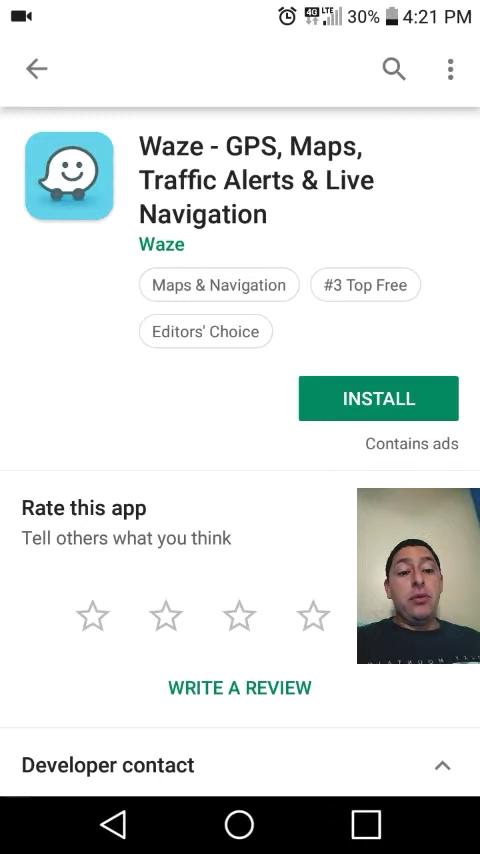 4G LTE 30% 4:21 PM
Waze - GPS, Maps,
Traffic Alerts & Live
Navigation
Waze
Maps & Navigation
#3 Top Free
Editors' Choice
INSTALL
Contains ads
Rate this app
Tell others what you think
WRITE A REVIEW
Developer contact